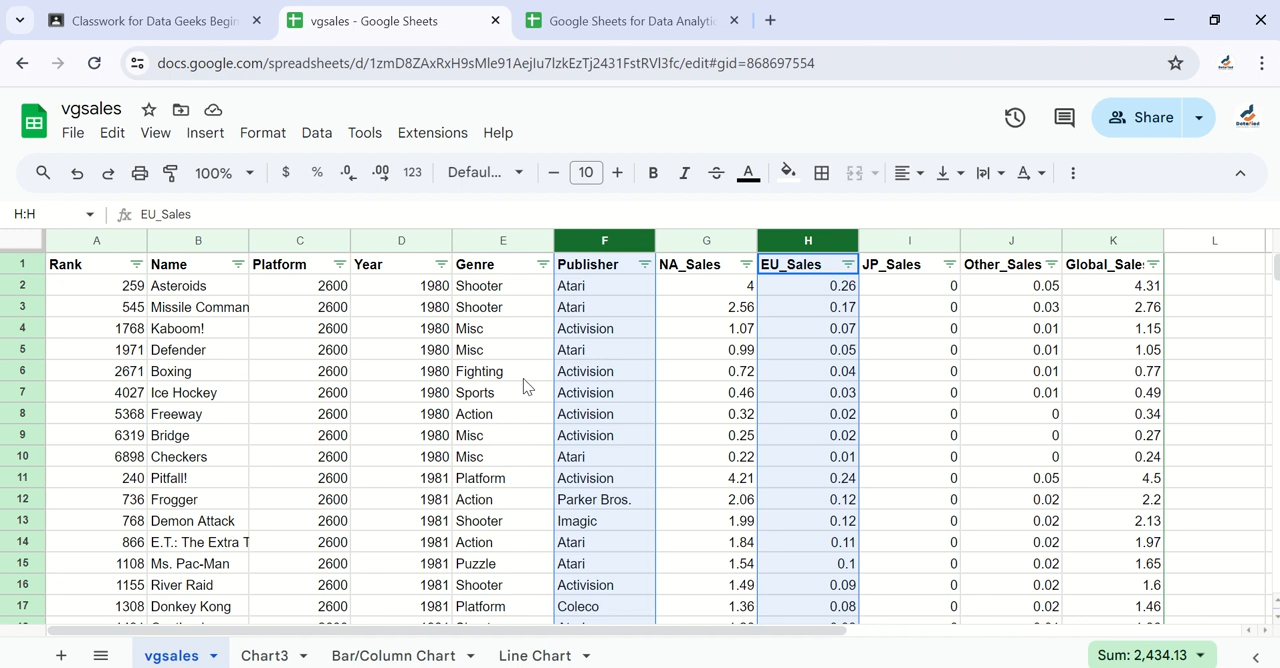 Classwork for Data Geeks Begin
vgsales - Google Sheets
Google Sheets for Data Analytic
docs.google.com/spreadsheets/d/1zmD8ZAxRxH9sMle91Aejlu7lzkEzTj2431FstRVl3fc/edit#gid=868697554
vgsales
File Edit View Insert Format Data Tools Extensions Help
Share
100% $ % .0 .00 123 Defaul... 10 B I A
H:H fx EU_Sales
A B C D E F G H I J K L
1 Rank Name Platform Year Genre Publisher NA_Sales EU_Sales JP_Sales Other_Sales Global_Sale
2 259 Asteroids 2600 1980 Shooter Atari 4 0.26 0 0.05 4.31
3 545 Missile Comman 2600 1980 Shooter Atari 2.56 0.17 0 0.03 2.76
4 1768 Kaboom! 2600 1980 Misc Activision 1.07 0.07 0 0.01 1.15
5 1971 Defender 2600 1980 Misc Atari 0.99 0.05 0 0.01 1.05
6 2671 Boxing 2600 1980 Fighting Activision 0.72 0.04 0 0.01 0.77
7 4027 Ice Hockey 2600 1980 Sports Activision 0.46 0.03 0 0.01 0.49
8 5368 Freeway 2600 1980 Action Activision 0.32 0.02 0 0 0.34
9 6319 Bridge 2600 1980 Misc Activision 0.25 0.02 0 0 0.27
10 6898 Checkers 2600 1980 Misc Atari 0.22 0.01 0 0 0.24
11 240 Pitfall! 2600 1981 Platform Activision 4.21 0.24 0 0.05 4.5
12 736 Frogger 2600 1981 Action Parker Bros. 2.06 0.12 0 0.02 2.2
13 768 Demon Attack 2600 1981 Shooter Imagic 1.99 0.12 0 0.02 2.13
14 866 E.T.: The Extra T 2600 1981 Action Atari 1.84 0.11 0 0.02 1.97
15 1108 Ms. Pac-Man 2600 1981 Puzzle Atari 1.54 0.1 0 0.02 1.65
16 1155 River Raid 2600 1981 Shooter Activision 1.49 0.09 0 0.02 1.6
17 1308 Donkey Kong 2600 1981 Platform Coleco 1.36 0.08 0 0.02 1.46
vgsales Chart3 Bar/Column Chart Line Chart Sum: 2,434.13